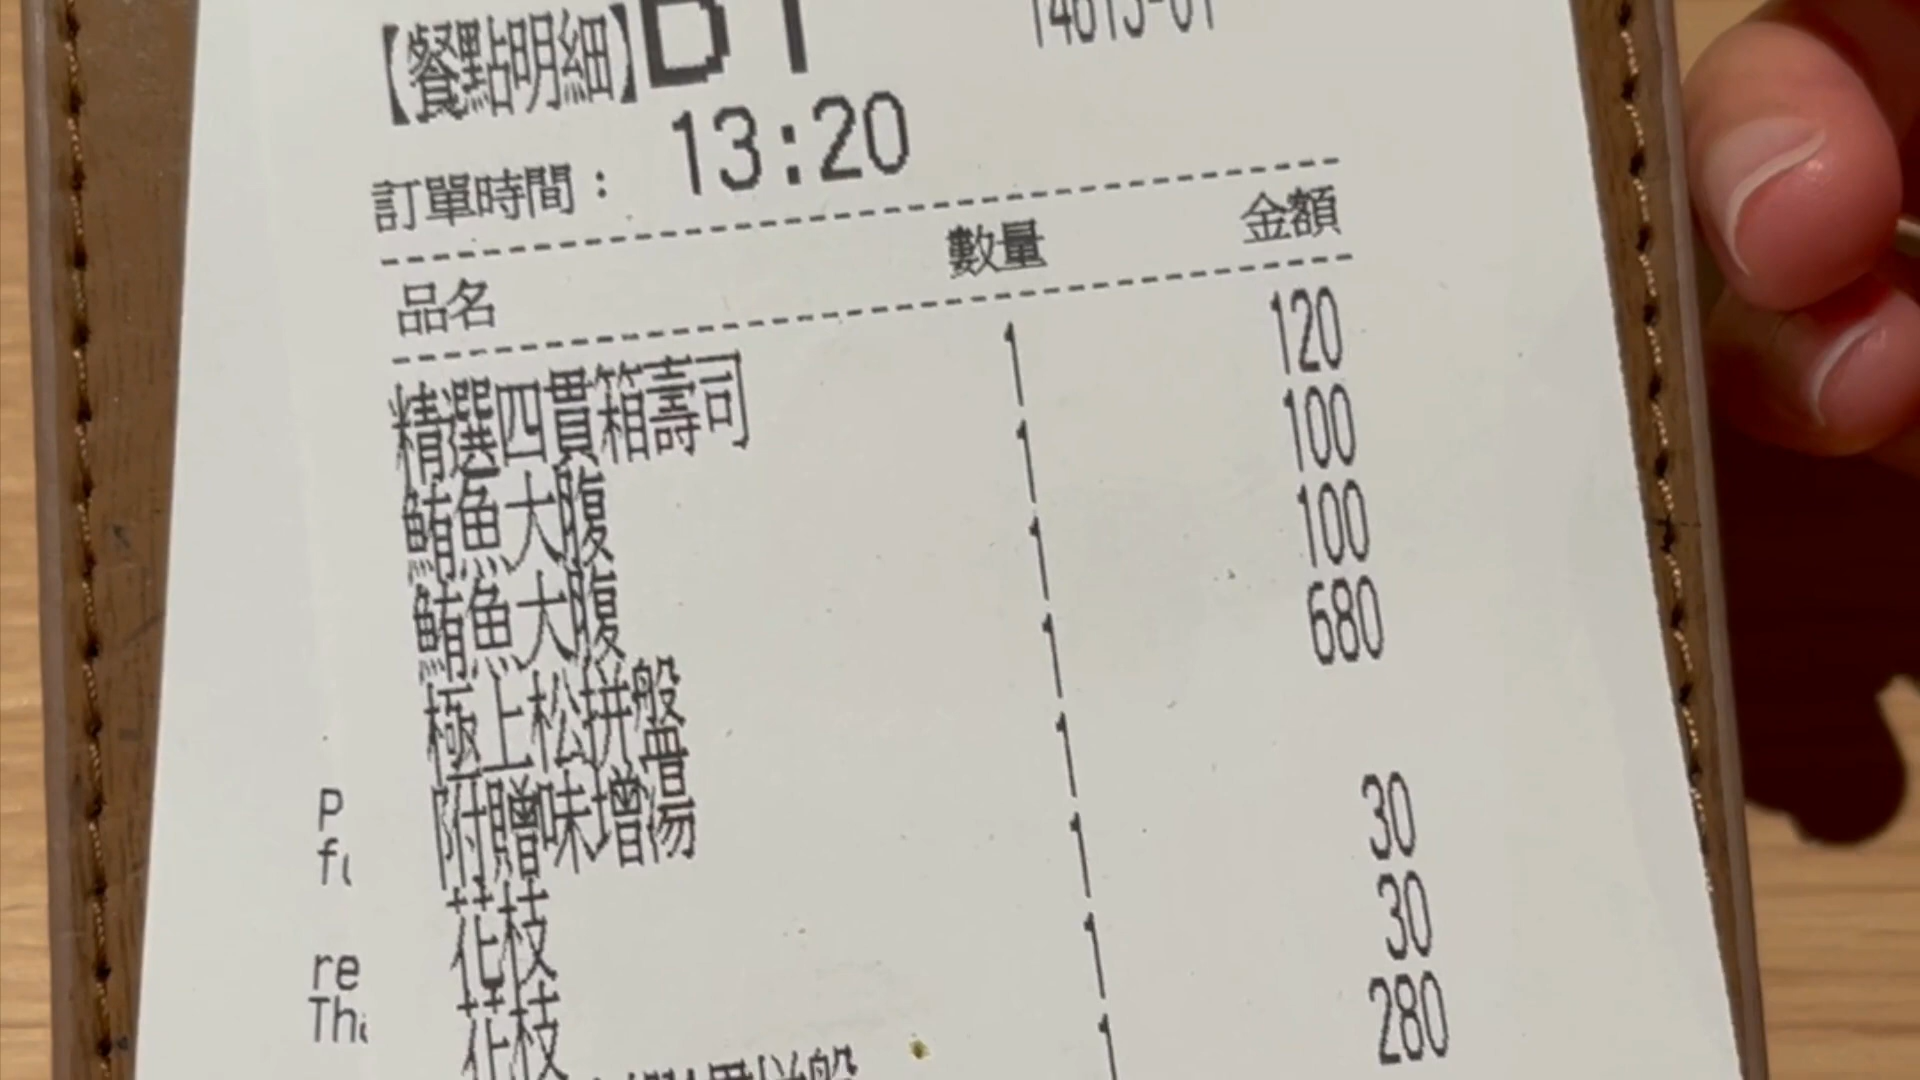 【餐點明細】B1
訂單時間： 13:20
品名 數量 金額
精選四貫箱壽司 1 120
鮪魚大腹 1 100
鮪魚大腹 1 100
極上松拼盤 1 680
附贈味增湯 1
花枝 1 30
花枝 1 30
1 280
P
re